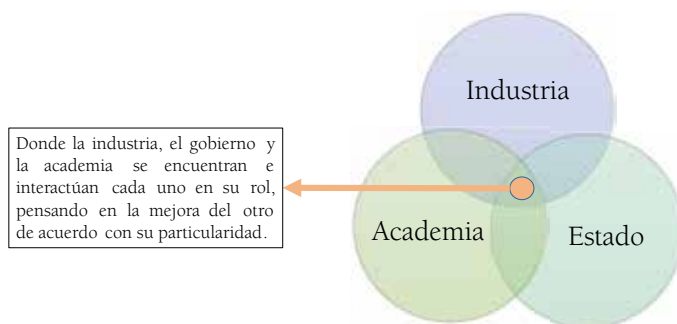 Industria
Donde la industria, el gobierno y
la academia se encuentran e
interactúan cada uno en su rol,
pensando en la mejora del otro
de acuerdo con su particularidad.
Academia
Estado